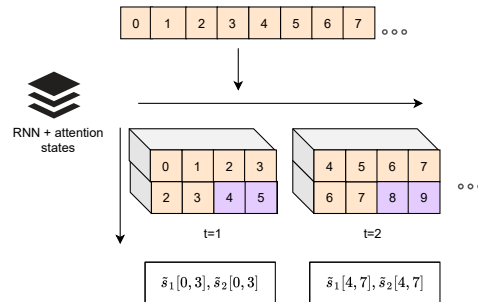 0 1 2 3 4 5 6 7
RNN + attention
states
0 1 2 3 4 5 6 7
2 3 4 5 6 7 8 9
t=1 t=2
s̃₁[0, 3], s̃₂[0, 3] s̃₁[4, 7], s̃₂[4, 7]